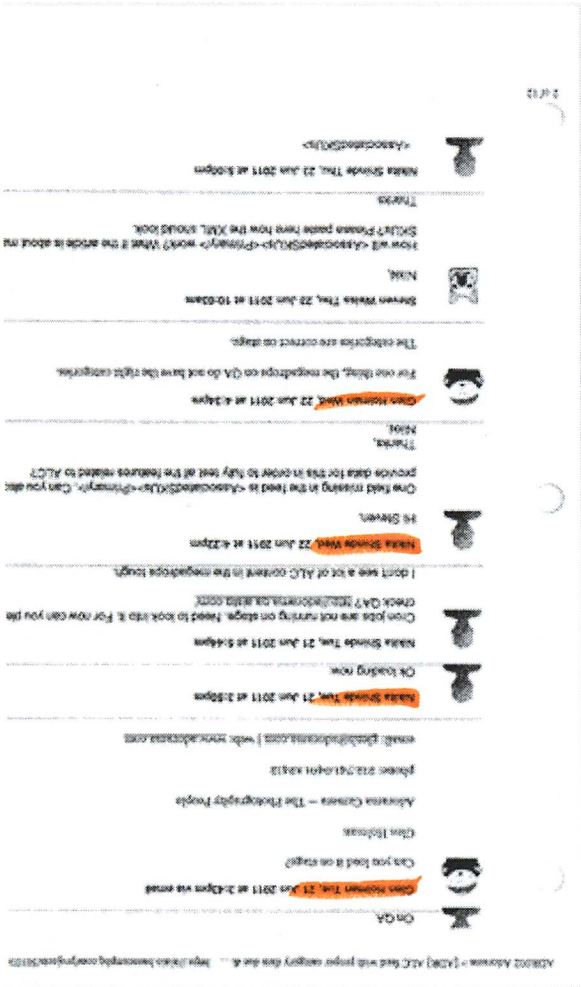 On QA
Glen Holman Tue, 21 Jun 2011 at 2:43pm via email
Can you load it on stage?
Glen Holman
Adorama Camera – The Photography People
Nikita Shinde Tue, 21 Jun 2011 at
Ok loading now
Nikita Shinde Tue, 21 Jun 2011 at 5:44pm
Cron jobs are not running on stage. Need to look into it. For now can you ple
check QA?
I don't see a lot of ALC content in the megadrops tough.
Nikita Shinde Wed, 22 Jun 2011 at 4:22pm
Hi Steven,
One field missing in the feed is <AssociatedSKUs><Primary/>. Can you als
provide data for this in order to fully test all the features related to ALC?
Thanks,
Nikki
Glen Holman Wed, 22 Jun 2011 at 4:34pm
For one thing, the megadrops on QA do not have the right categories.
The categories are correct on stage.
Steven Weiss Thu, 23 Jun 2011 at 10:03am
Nikki,
How will <AssociatedSKUs><Primary/> work? What if the article is about mu
SKUs? Please paste here how the XML should look.
Thanks
Nikita Shinde Thu, 23 Jun 2011 at 5:00pm
<AssociatedSKUs>
2 of 12